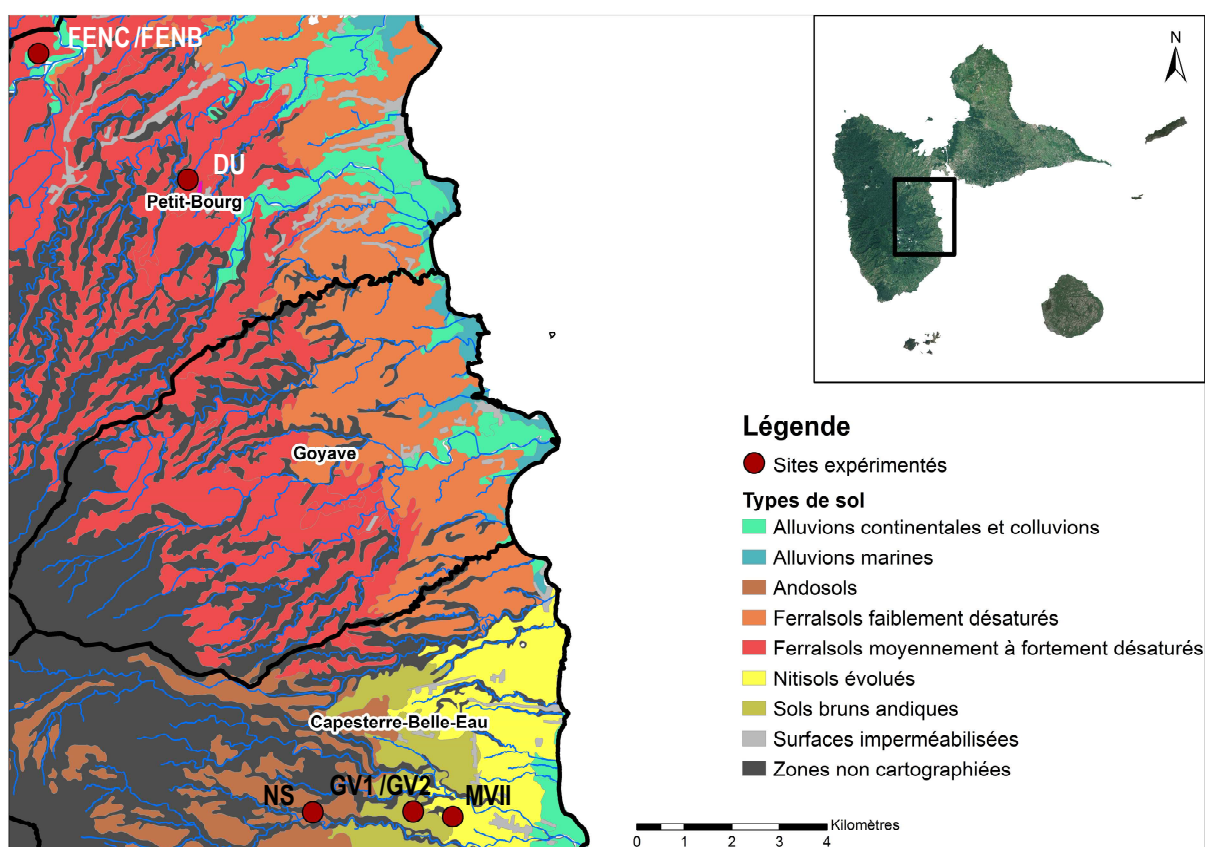 FENC /FENB
DU
Petit-Bourg
Goyave
Capesterre-Belle-Eau
NS
GV1 /GV2
MVII
N
Légende
Sites expérimentés
Types de sol
Alluvions continentales et colluvions
Alluvions marines
Andosols
Ferralsols faiblement désaturés
Ferralsols moyennement à fortement désaturés
Nitisols évolués
Sols bruns andiques
Surfaces imperméabilisées
Zones non cartographiées
Kilomètres
0 1 2 3 4